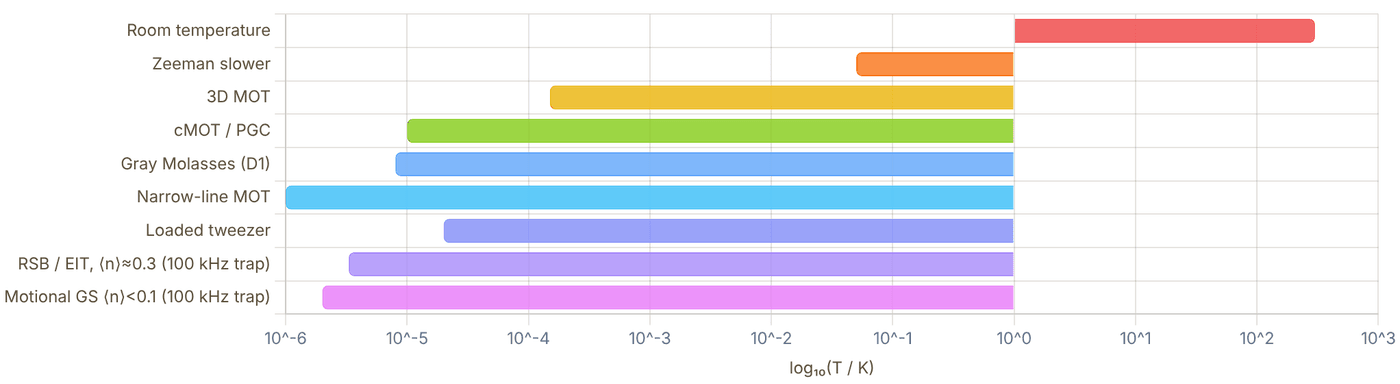 Room temperature
Zeeman slower
3D MOT
cMOT / PGC
Gray Molasses (D1)
Narrow-line MOT
Loaded tweezer
RSB / EIT, ⟨n⟩≈0.3 (100 kHz trap)
Motional GS ⟨n⟩<0.1 (100 kHz trap)
10^-6 10^-5 10^-4 10^-3 10^-2 10^-1 10^0 10^1 10^2 10^3
log₁₀(T / K)